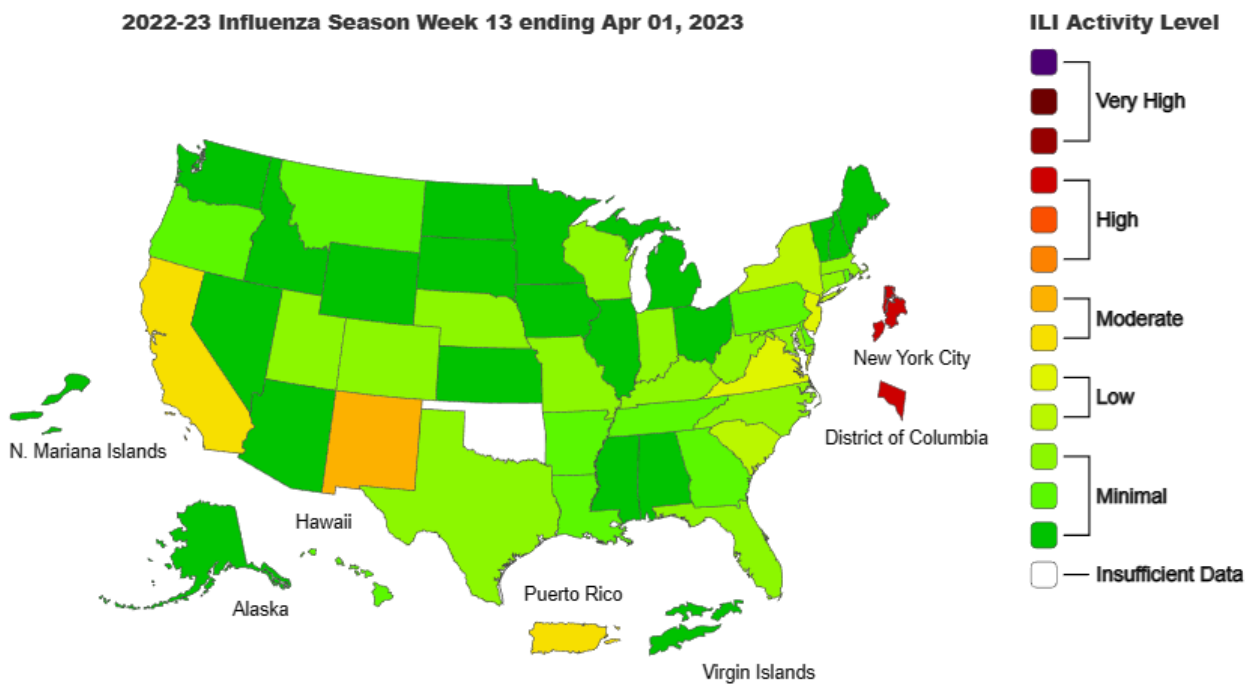 2022-23 Influenza Season Week 13 ending Apr 01, 2023
ILI Activity Level
Very High
High
Moderate
Low
Minimal
Insufficient Data
New York City
District of Columbia
N. Mariana Islands
Hawaii
Alaska
Puerto Rico
Virgin Islands